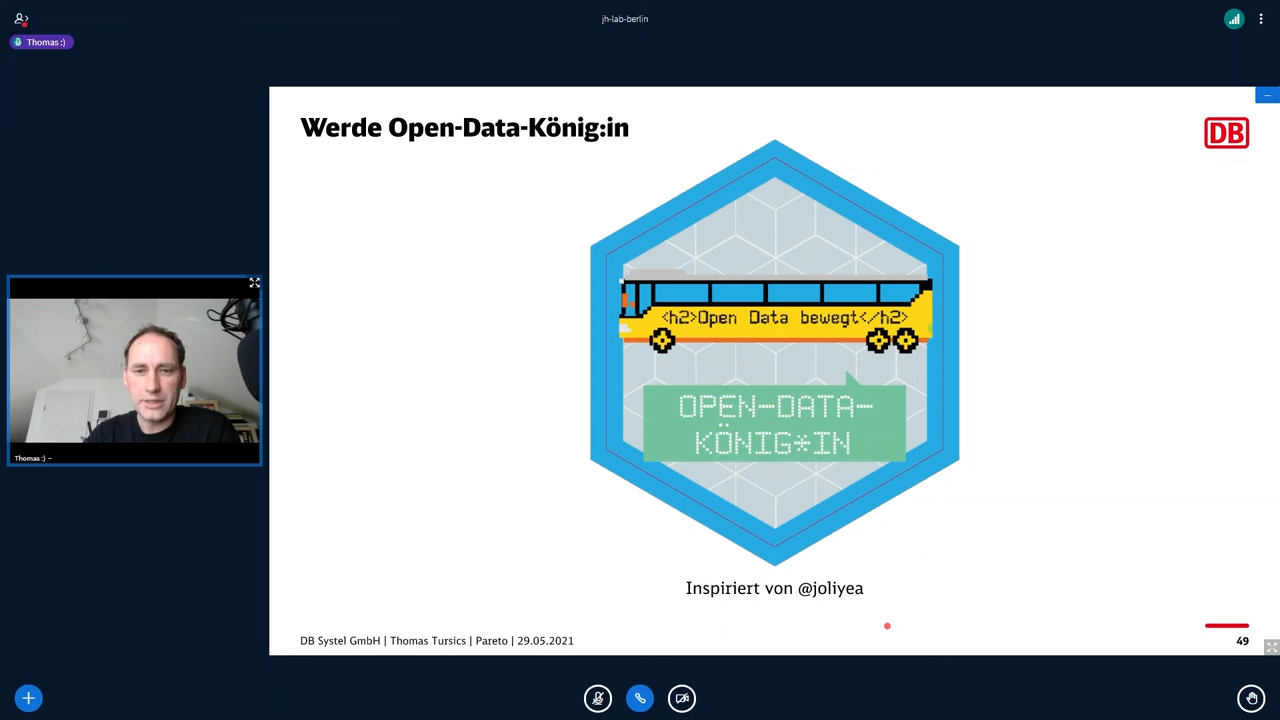 jh-lab-berlin
Thomas :)
Werde Open-Data-König:in
DB
<h2>Open Data bewegt</h2>
OPEN-DATA-
KÖNIG*IN
Thomas :)
Inspiriert von @joliyea
DB Systel GmbH | Thomas Tursics | Pareto | 29.05.2021
49